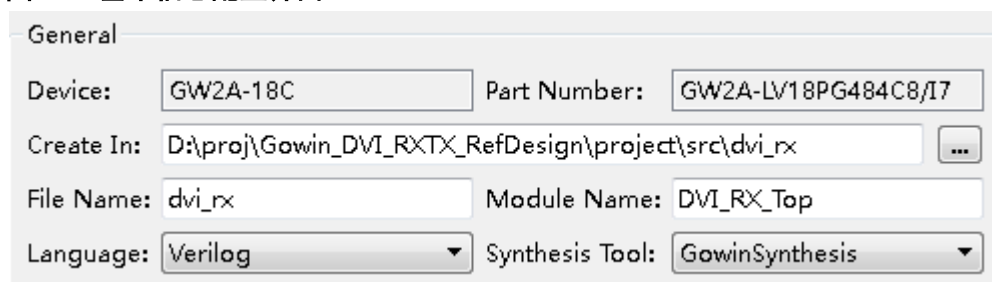 General
Device: GW2A-18C Part Number: GW2A-LV18PG484C8/I7
Create In: D:\proj\Gowin_DVI_RXTX_RefDesign\project\src\dvi_rx ...
File Name: dvi_rx Module Name: DVI_RX_Top
Language: Verilog Synthesis Tool: GowinSynthesis